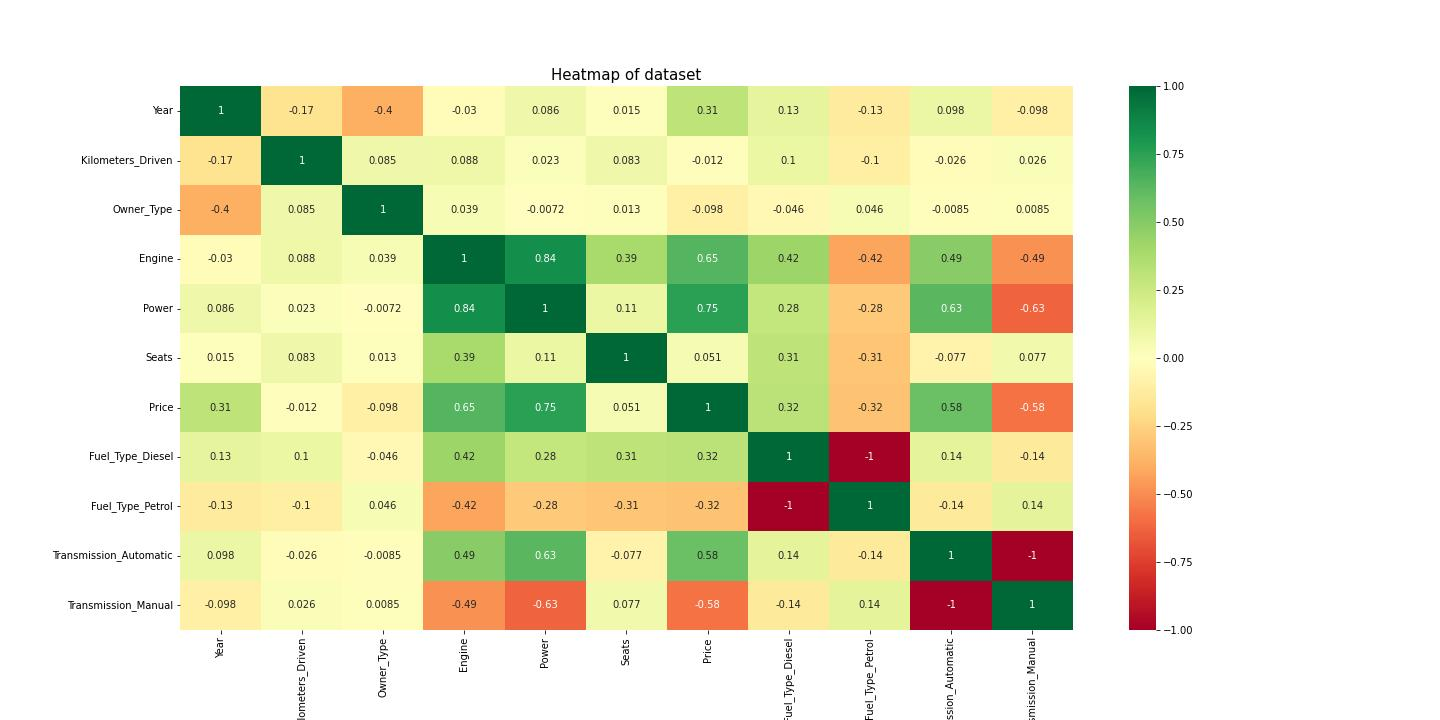 Heatmap of dataset
Year 1 -0.17 -0.4 -0.03 0.086 0.015 0.31 0.13 -0.13 0.098 -0.098
Kilometers_Driven -0.17 1 0.085 0.088 0.023 0.083 -0.012 0.1 -0.1 -0.026 0.026
Owner_Type -0.4 0.085 1 0.039 -0.0072 0.013 -0.098 -0.046 0.046 -0.0085 0.0085
Engine -0.03 0.088 0.039 1 0.84 0.39 0.65 0.42 -0.42 0.49 -0.49
Power 0.086 0.023 -0.0072 0.84 1 0.11 0.75 0.28 -0.28 0.63 -0.63
Seats 0.015 0.083 0.013 0.39 0.11 1 0.051 0.31 -0.31 -0.077 0.077
Price 0.31 -0.012 -0.098 0.65 0.75 0.051 1 0.32 -0.32 0.58 -0.58
Fuel_Type_Diesel 0.13 0.1 -0.046 0.42 0.28 0.31 0.32 1 -1 0.14 -0.14
Fuel_Type_Petrol -0.13 -0.1 0.046 -0.42 -0.28 -0.31 -0.32 -1 1 -0.14 0.14
Transmission_Automatic 0.098 -0.026 -0.0085 0.49 0.63 -0.077 0.58 0.14 -0.14 1 -1
Transmission_Manual -0.098 0.026 0.0085 -0.49 -0.63 0.077 -0.58 -0.14 0.14 -1 1
Year
lometers_Driven
Owner_Type
Engine
Power
Seats
Price
Fuel_Type_Diesel
Fuel_Type_Petrol
ssion_Automatic
smission_Manual
1.00
0.75
0.50
0.25
0.00
−0.25
−0.50
−0.75
−1.00